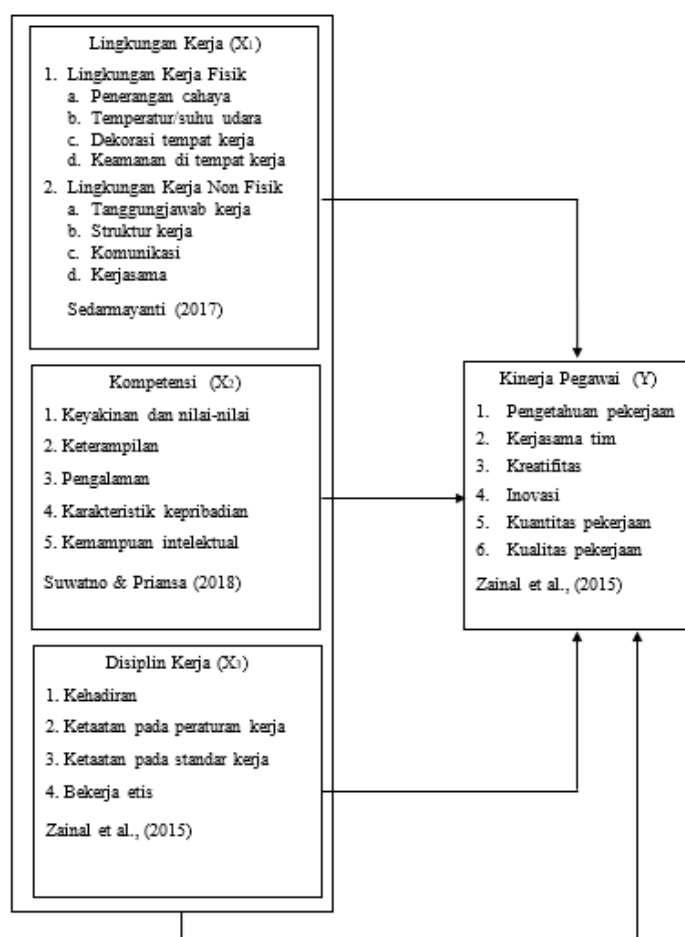 Lingkungan Kerja (X1)
1. Lingkungan Kerja Fisik
a. Penerangan cahaya
b. Temperatur/suhu udara
c. Dekorasi tempat kerja
d. Keamanan di tempat kerja
2. Lingkungan Kerja Non Fisik
a. Tanggungjawab kerja
b. Struktur kerja
c. Komunikasi
d. Kerjasama
Sedarmayanti (2017)
Kompetensi (X2)
1. Keyakinan dan nilai-nilai
2. Keterampilan
3. Pengalaman
4. Karakteristik kepribadian
5. Kemampuan intelektual
Suwatno & Priansa (2018)
Disiplin Kerja (X3)
1. Kehadiran
2. Ketaatan pada peraturan kerja
3. Ketaatan pada standar kerja
4. Bekerja etis
Zainal et al., (2015)
Kinerja Pegawai (Y)
1. Pengetahuan pekerjaan
2. Kerjasama tim
3. Kreatifitas
4. Inovasi
5. Kuantitas pekerjaan
6. Kualitas pekerjaan
Zainal et al., (2015)